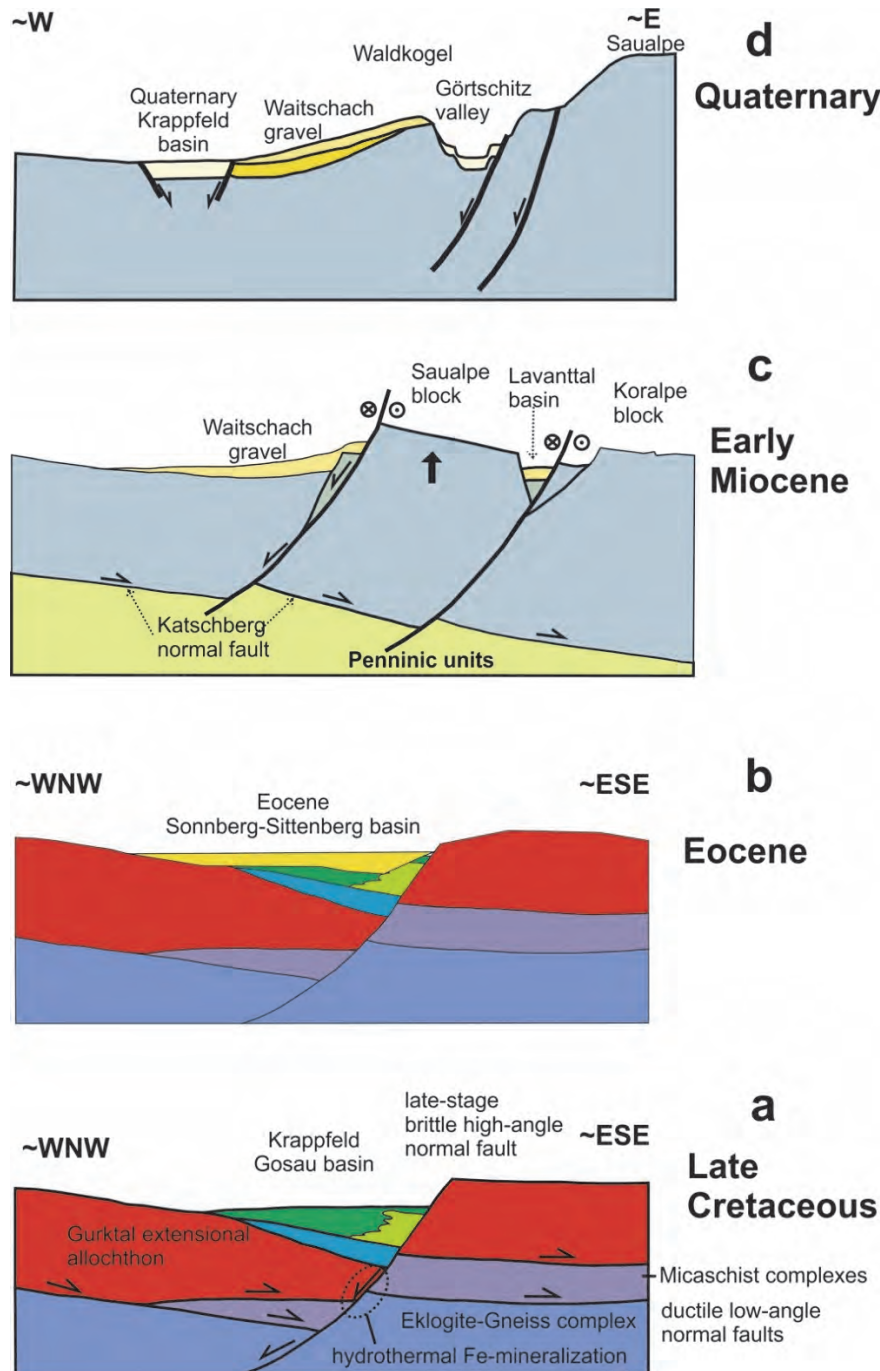 ~W
~E
Saualpe
d
Quaternary
Waldkogel
Quaternary
Krappfeld
basin
Waitschach
gravel
Görtschitz
valley
c
Early
Miocene
Saualpe
block
Lavanttal
basin
Koralpe
block
Waitschach
gravel
Katschberg
normal fault
Penninic units
b
Eocene
~WNW
~ESE
Eocene
Sonnberg-Sittenberg basin
a
Late
Cretaceous
~WNW
~ESE
Krappfeld
Gosau basin
late-stage
brittle high-angle
normal fault
Gurktal extensional
allochthon
Micaschist complexes
Eklogite-Gneiss complex
ductile low-angle
normal faults
hydrothermal Fe-mineralization